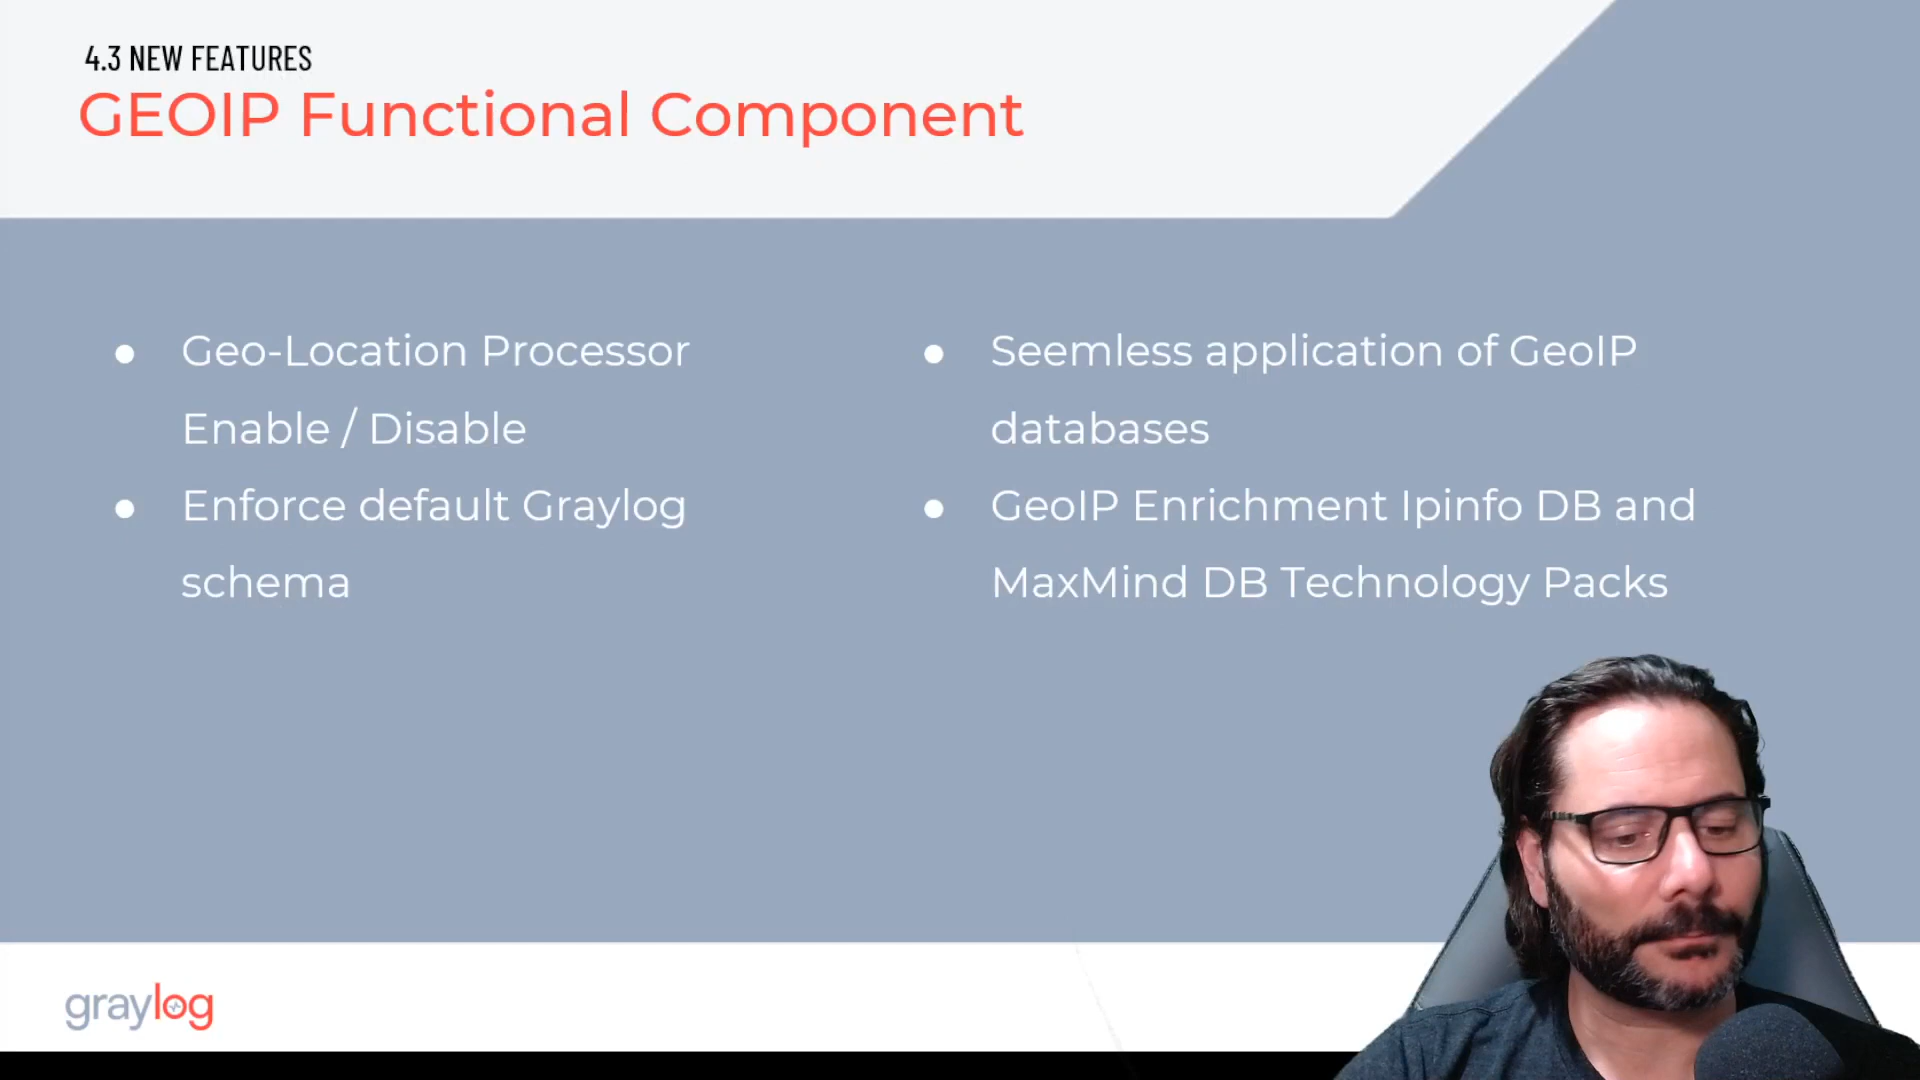 4.3 NEW FEATURES
GEOIP Functional Component
Geo-Location Processor
Enable / Disable
Enforce default Graylog
schema
Seemless application of GeoIP
databases
GeoIP Enrichment Ipinfo DB and
MaxMind DB Technology Packs
graylog